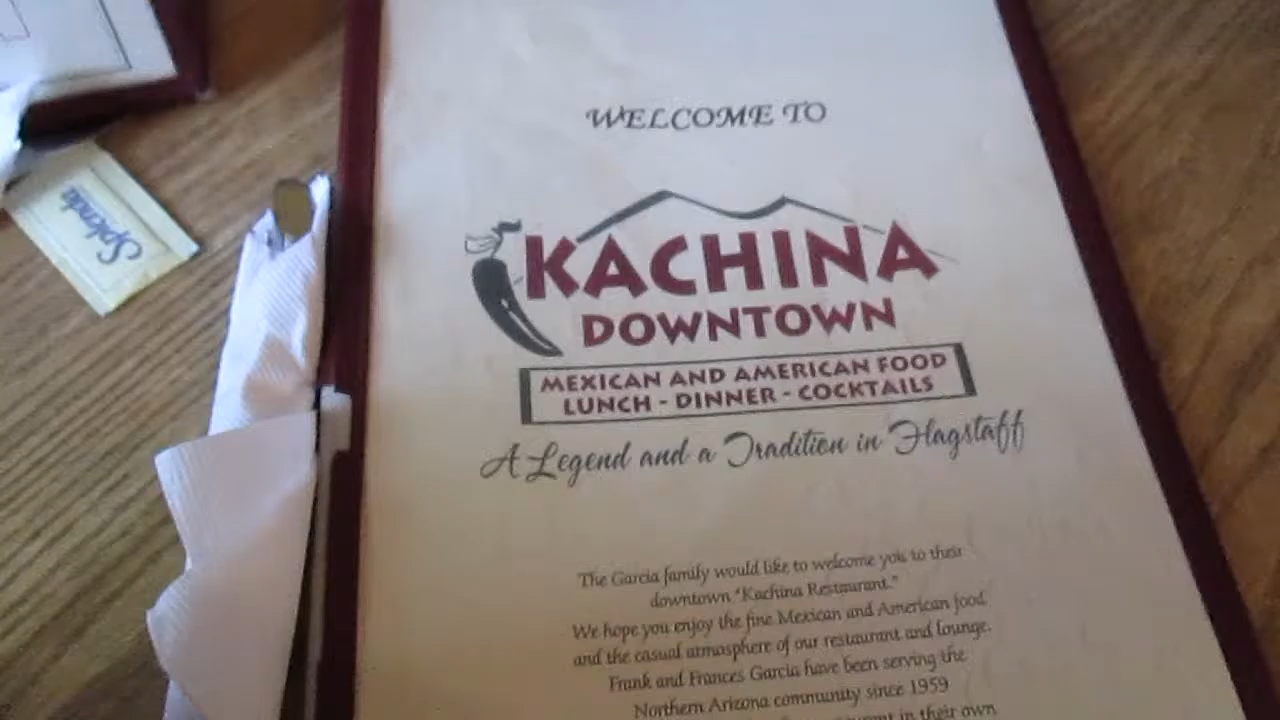 Splenda
WELCOME TO
KACHINA
DOWNTOWN
MEXICAN AND AMERICAN FOOD
LUNCH - DINNER - COCKTAILS
A Legend and a Tradition in Flagstaff
The Garcia family would like to welcome you to their
downtown "Kachina Restaurant."
We hope you enjoy the fine Mexican and American food
and the casual atmosphere of our restaurant and lounge.
Frank and Frances Garcia have been serving the
Northern Arizona community since 1959
in their own